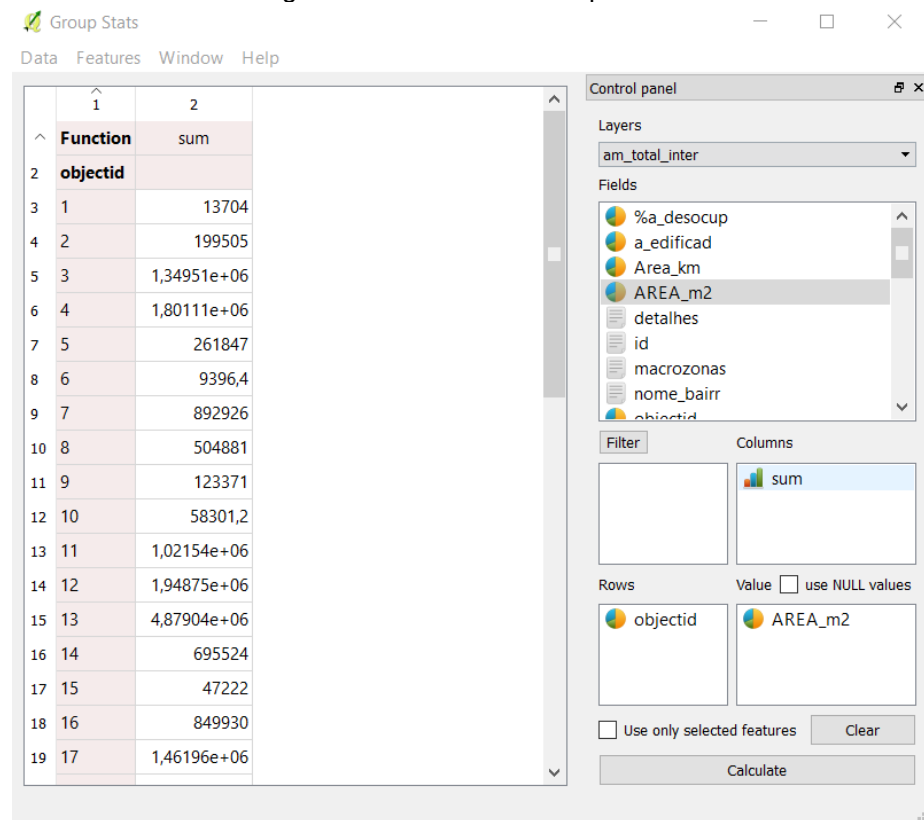 Group Stats
Data Features Window Help
1 2
Function sum
2 objectid
3 1 13704
4 2 199505
5 3 1,34951e+06
6 4 1,80111e+06
7 5 261847
8 6 9396,4
9 7 892926
10 8 504881
11 9 123371
12 10 58301,2
13 11 1,02154e+06
14 12 1,94875e+06
15 13 4,87904e+06
16 14 695524
17 15 47222
18 16 849930
19 17 1,46196e+06
Control panel
Layers
am_total_inter
Fields
%a_desocup
a_edificad
Area_km
AREA_m2
detalhes
id
macrozonas
nome_bairr
objectid
Filter Columns
sum
Rows Value use NULL values
objectid AREA_m2
Use only selected features Clear
Calculate